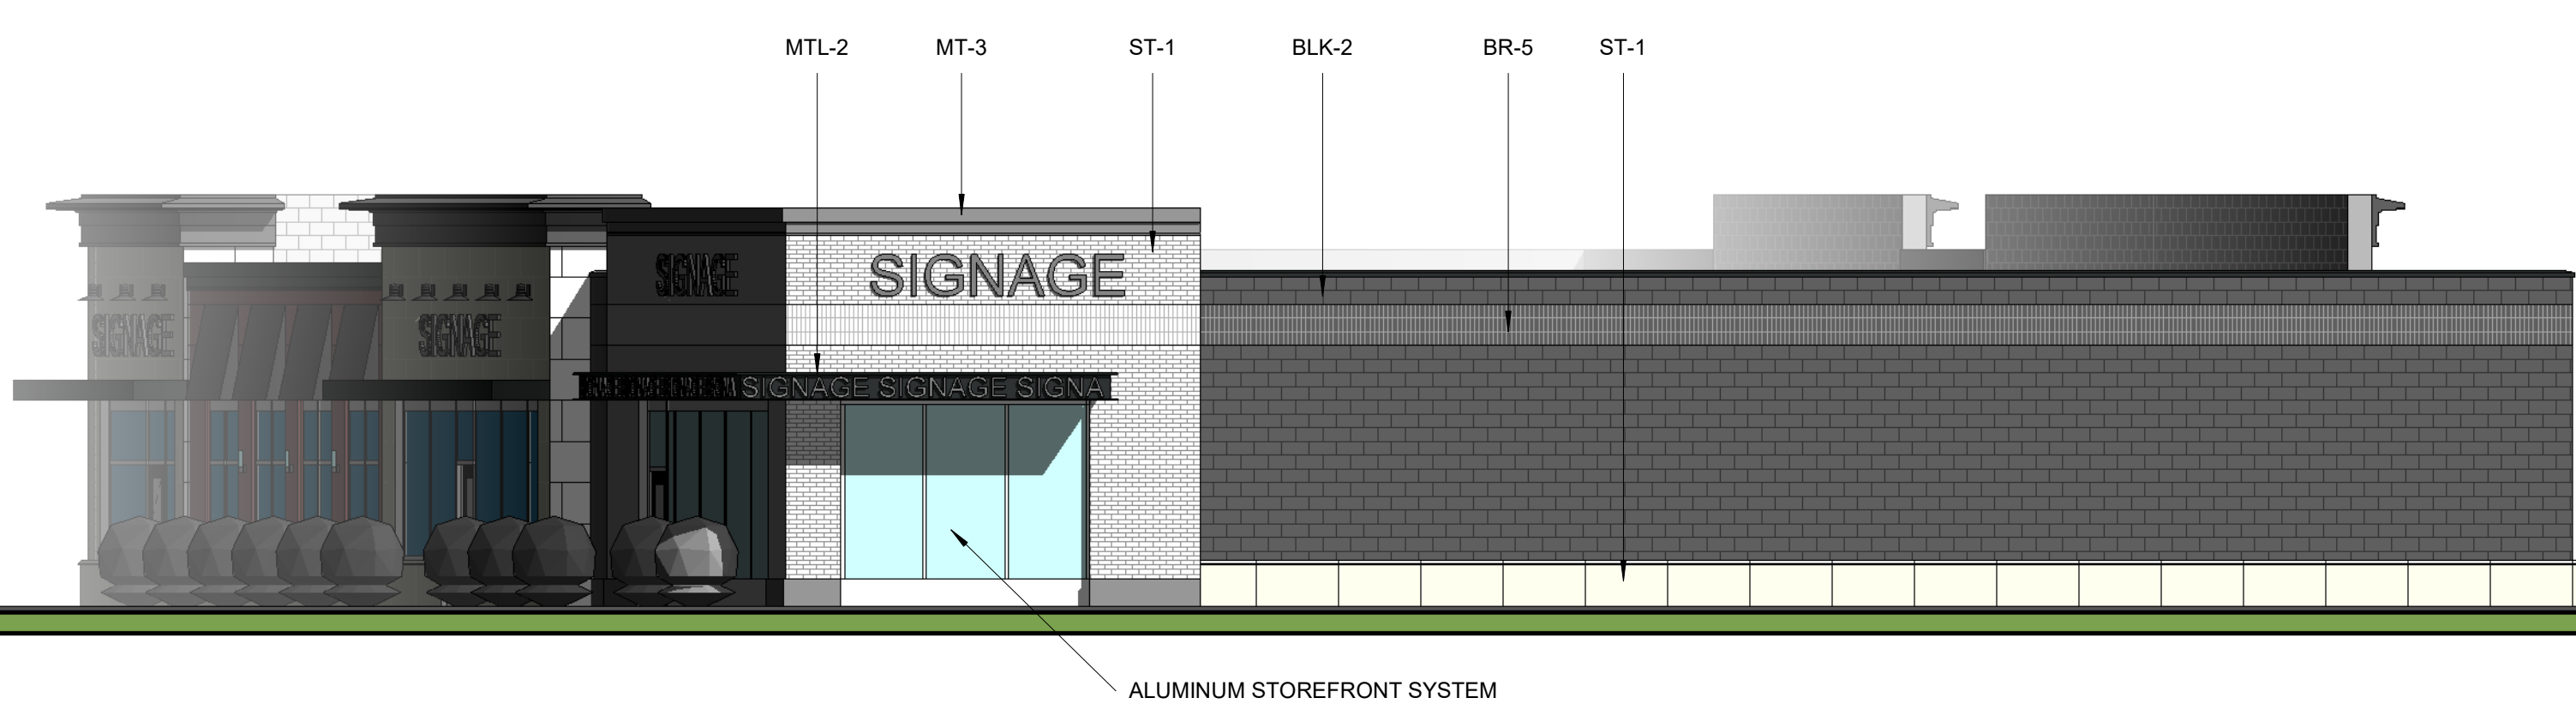 MTL-2 MT-3 ST-1 BLK-2 BR-5 ST-1
SIGNAGE SIGNAGE
SIGNAGE SIGNAGE
SIGNAGE SIGNAGE SIGNA
ALUMINUM STOREFRONT SYSTEM